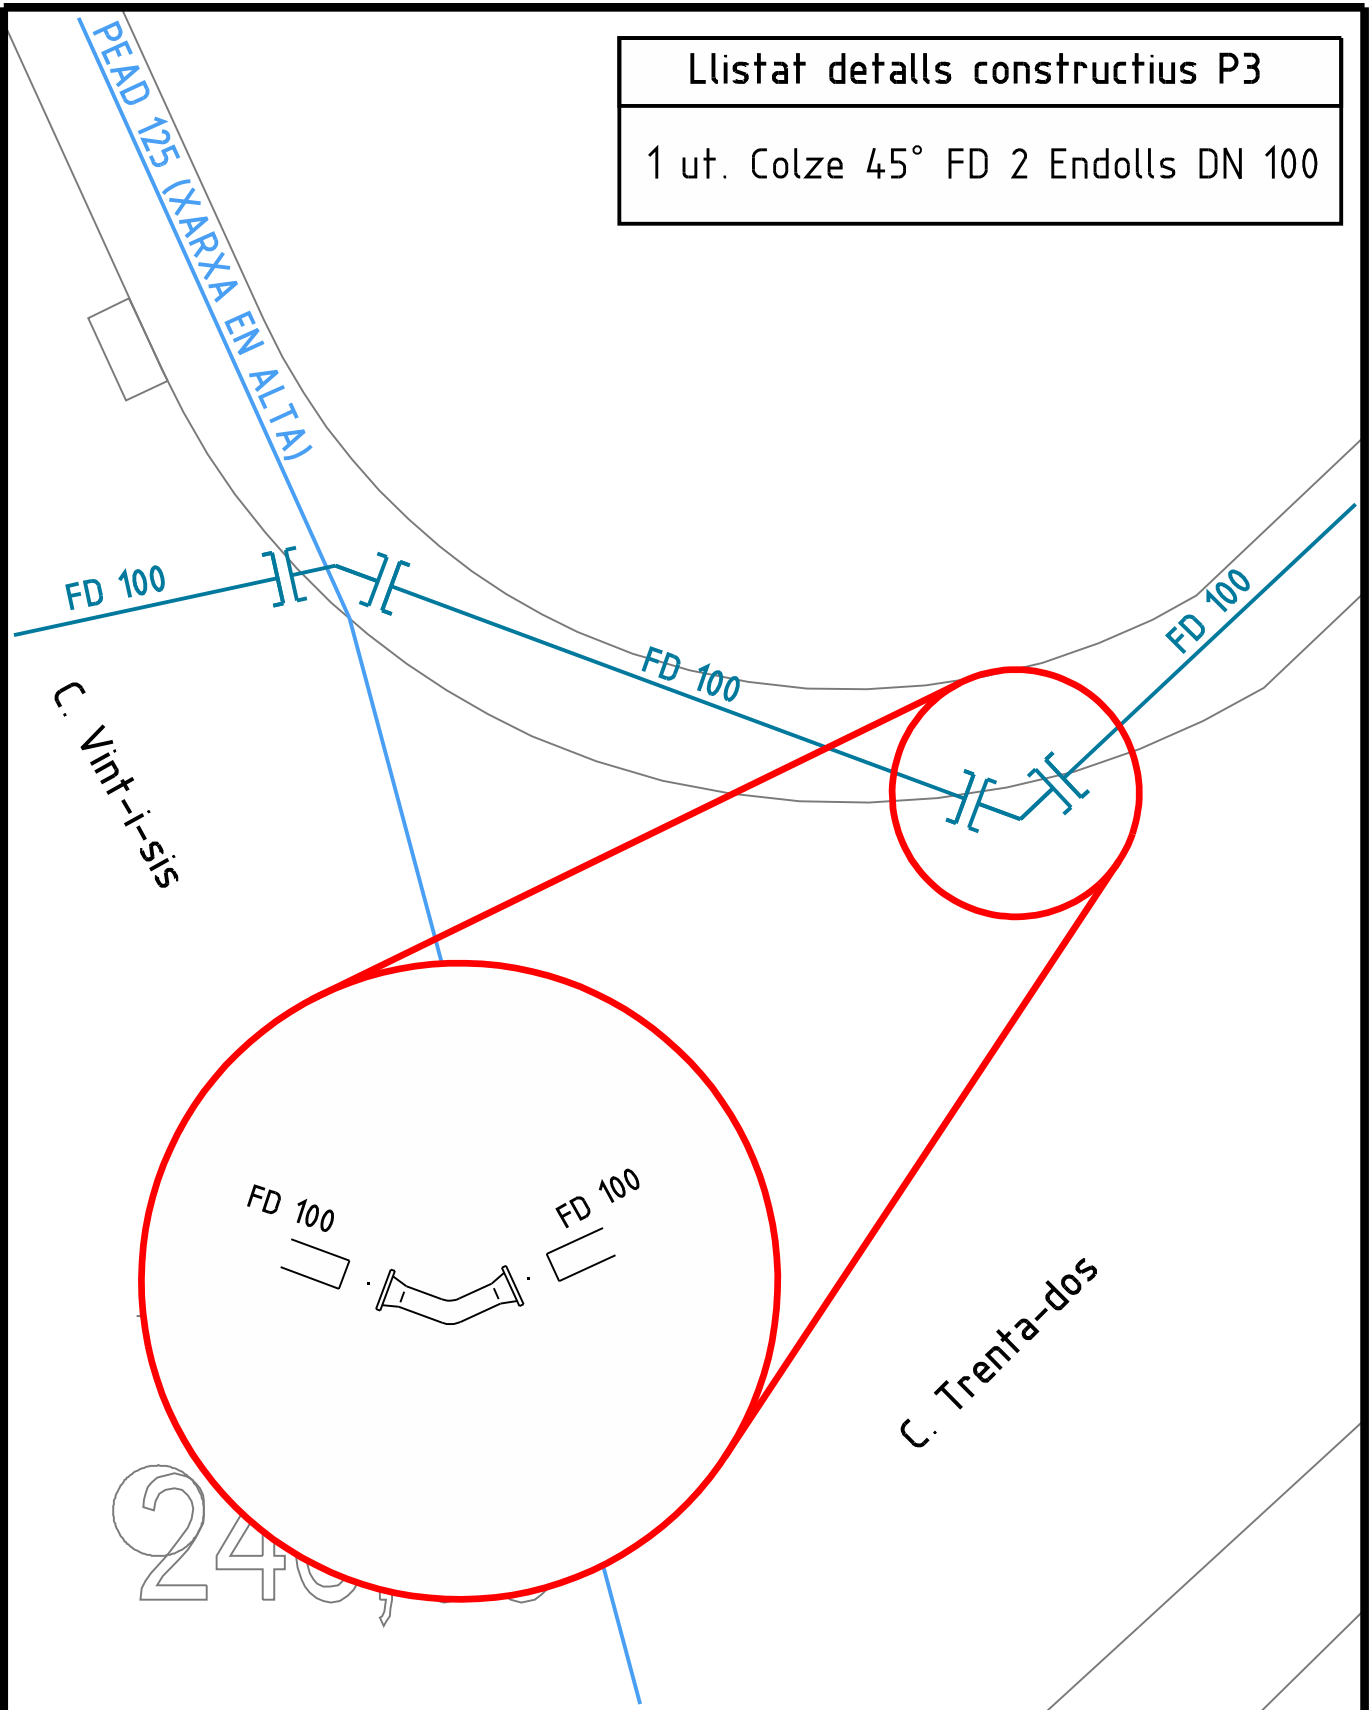 Llistat detalls constructius P3
1 ut. Colze 45° FD 2 Endolls DN 100
PEAD 125 (XARXA EN ALTA)
FD 100
FD 100
FD 100
C. Vint-i-sis
FD 100
FD 100
C. Trenta-dos